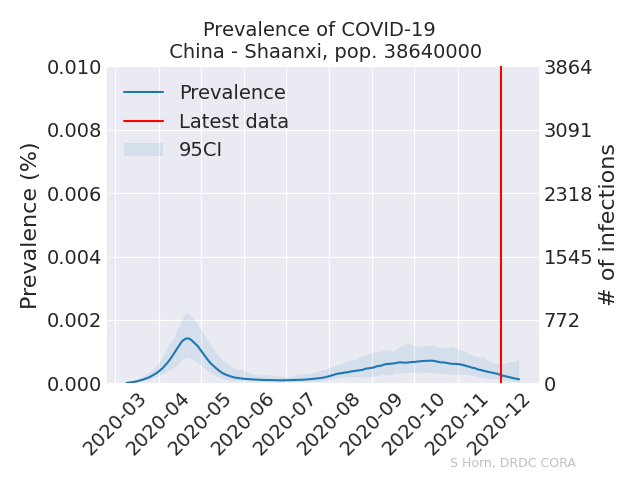 Prevalence of COVID-19
China - Shaanxi, pop. 38640000
Prevalence (%)
0.010
0.008
0.006
0.004
0.002
0.000
Prevalence
Latest data
95CI
3864
3091
2318
1545
772
0
# of infections
2020-03
2020-04
2020-05
2020-06
2020-07
2020-08
2020-09
2020-10
2020-11
2020-12
S Horn, DRDC CORA